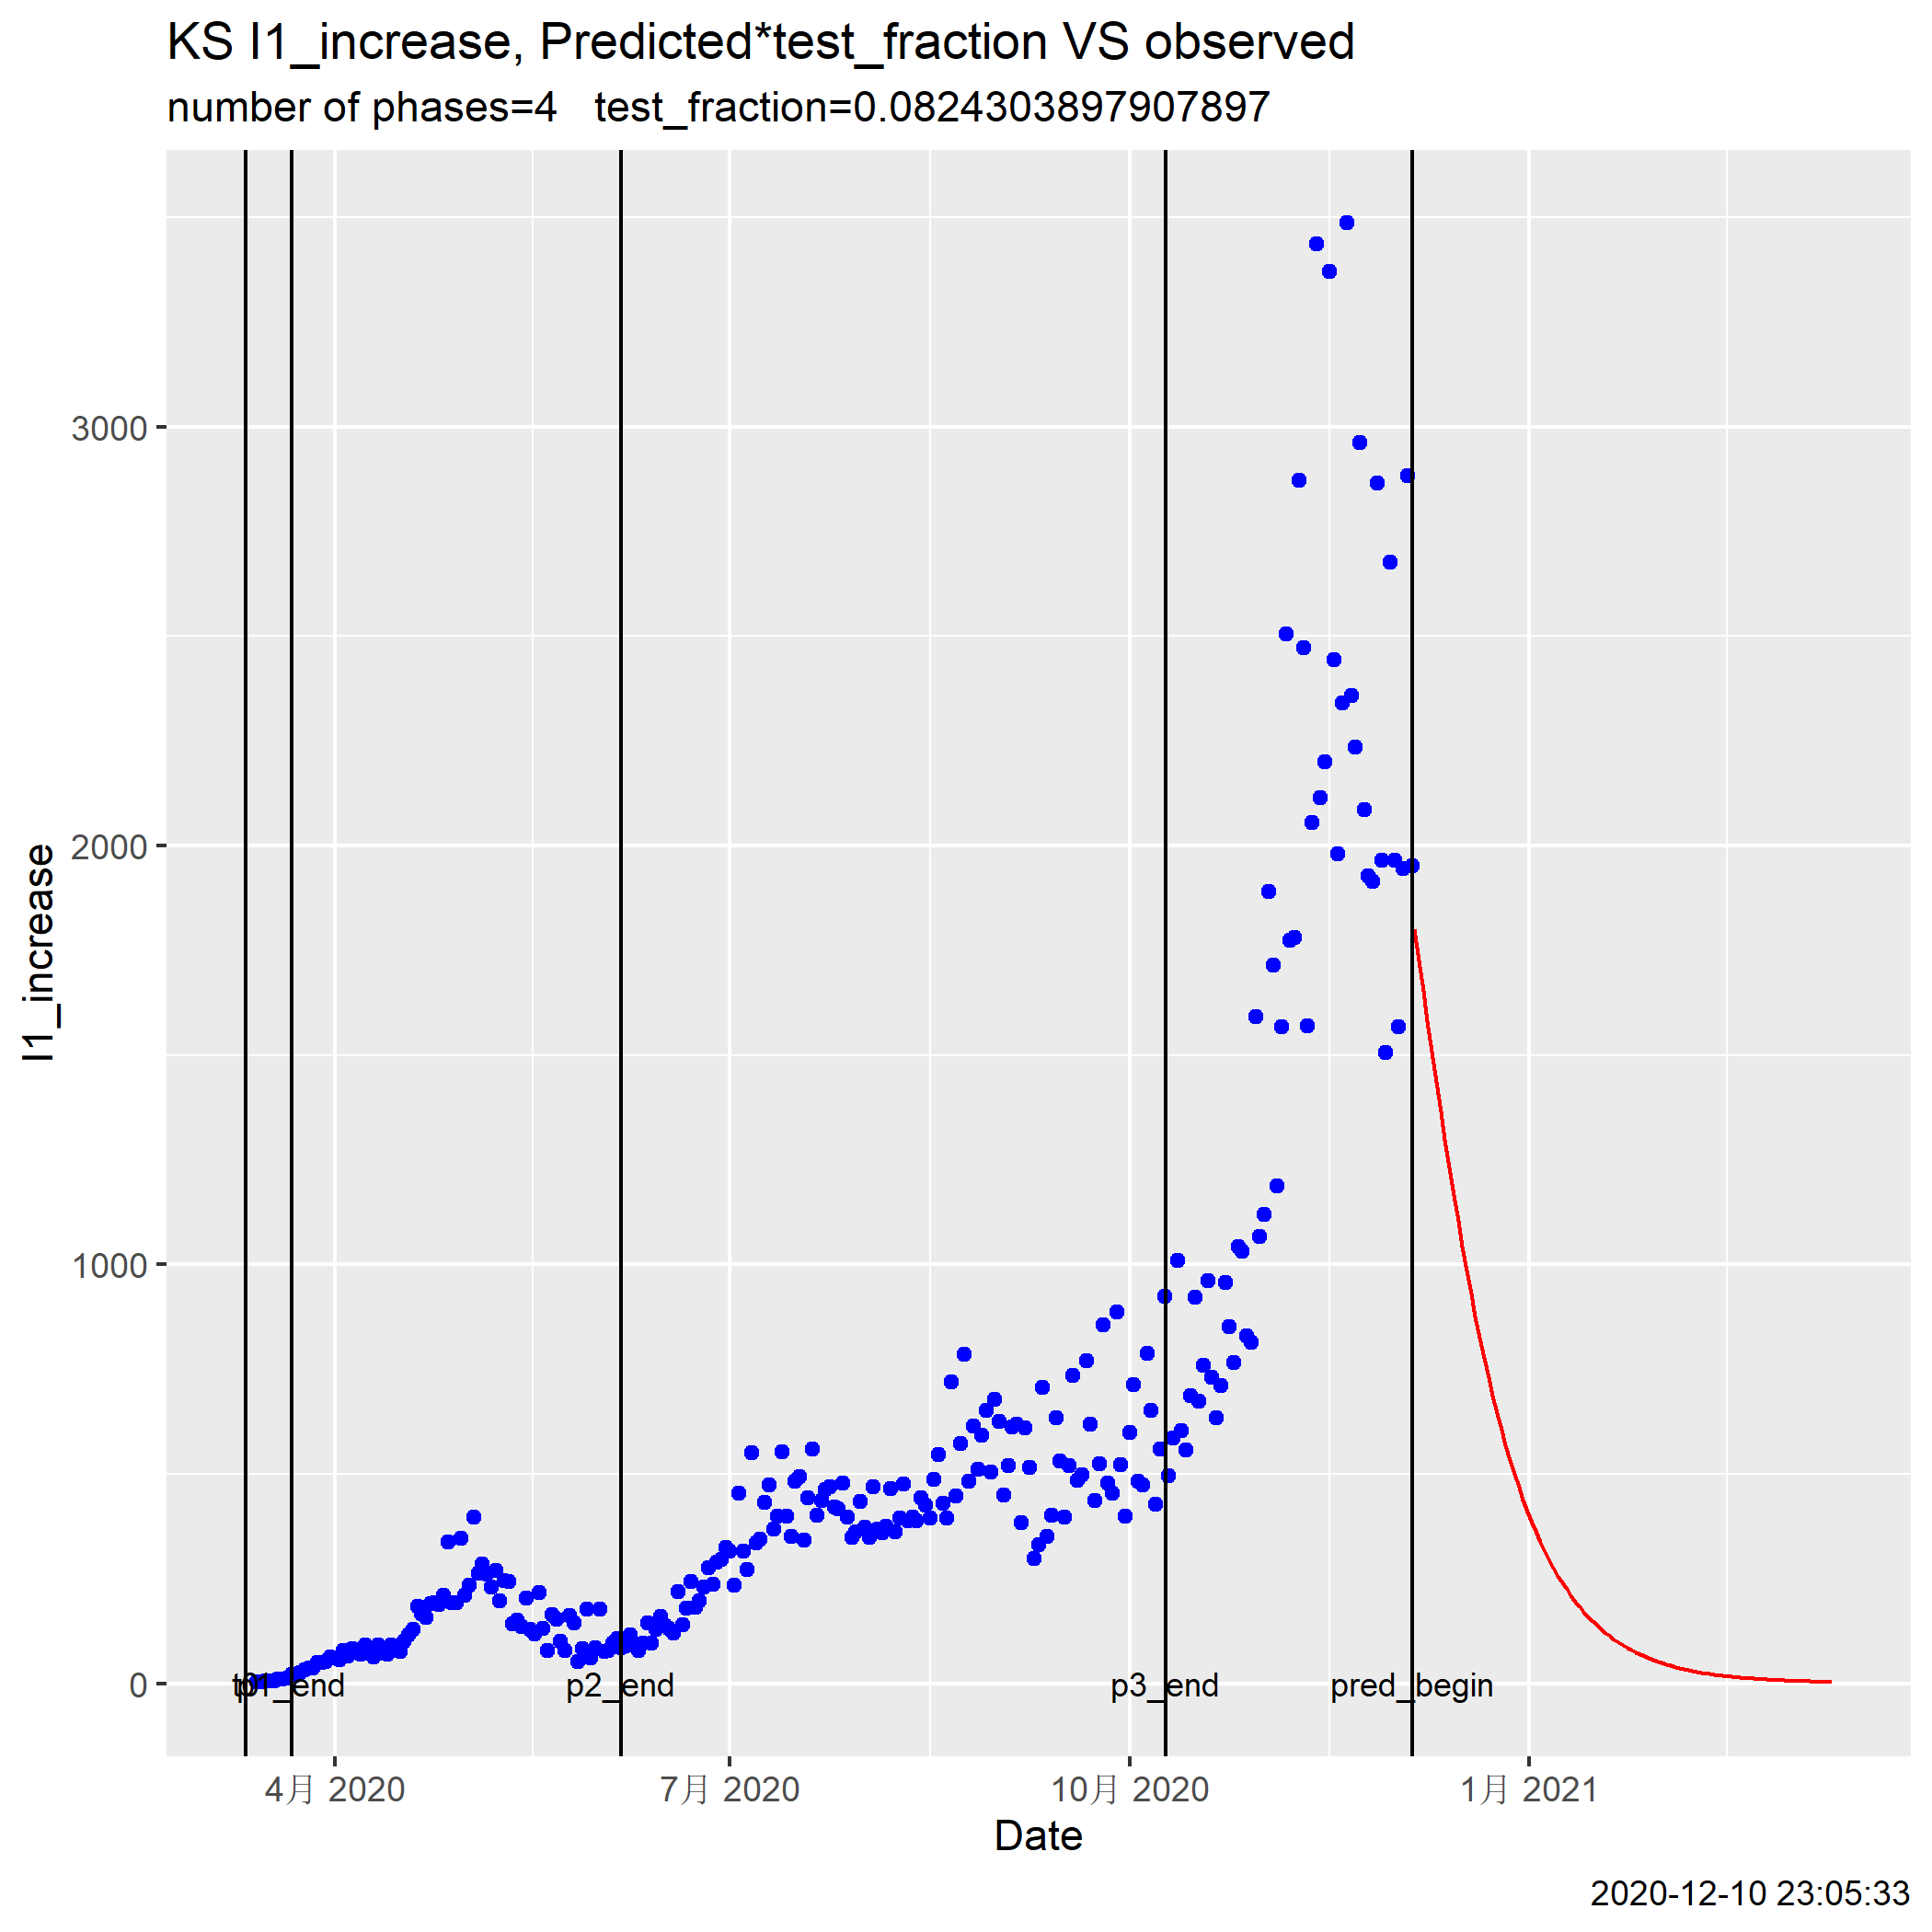 KS I1_increase, Predicted*test_fraction VS observed
number of phases=4   test_fraction=0.0824303897907897
I1_increase
3000
2000
1000
0
t0
p1_end
p2_end
p3_end
pred_begin
4月 2020
7月 2020
10月 2020
1月 2021
Date
2020-12-10 23:05:33